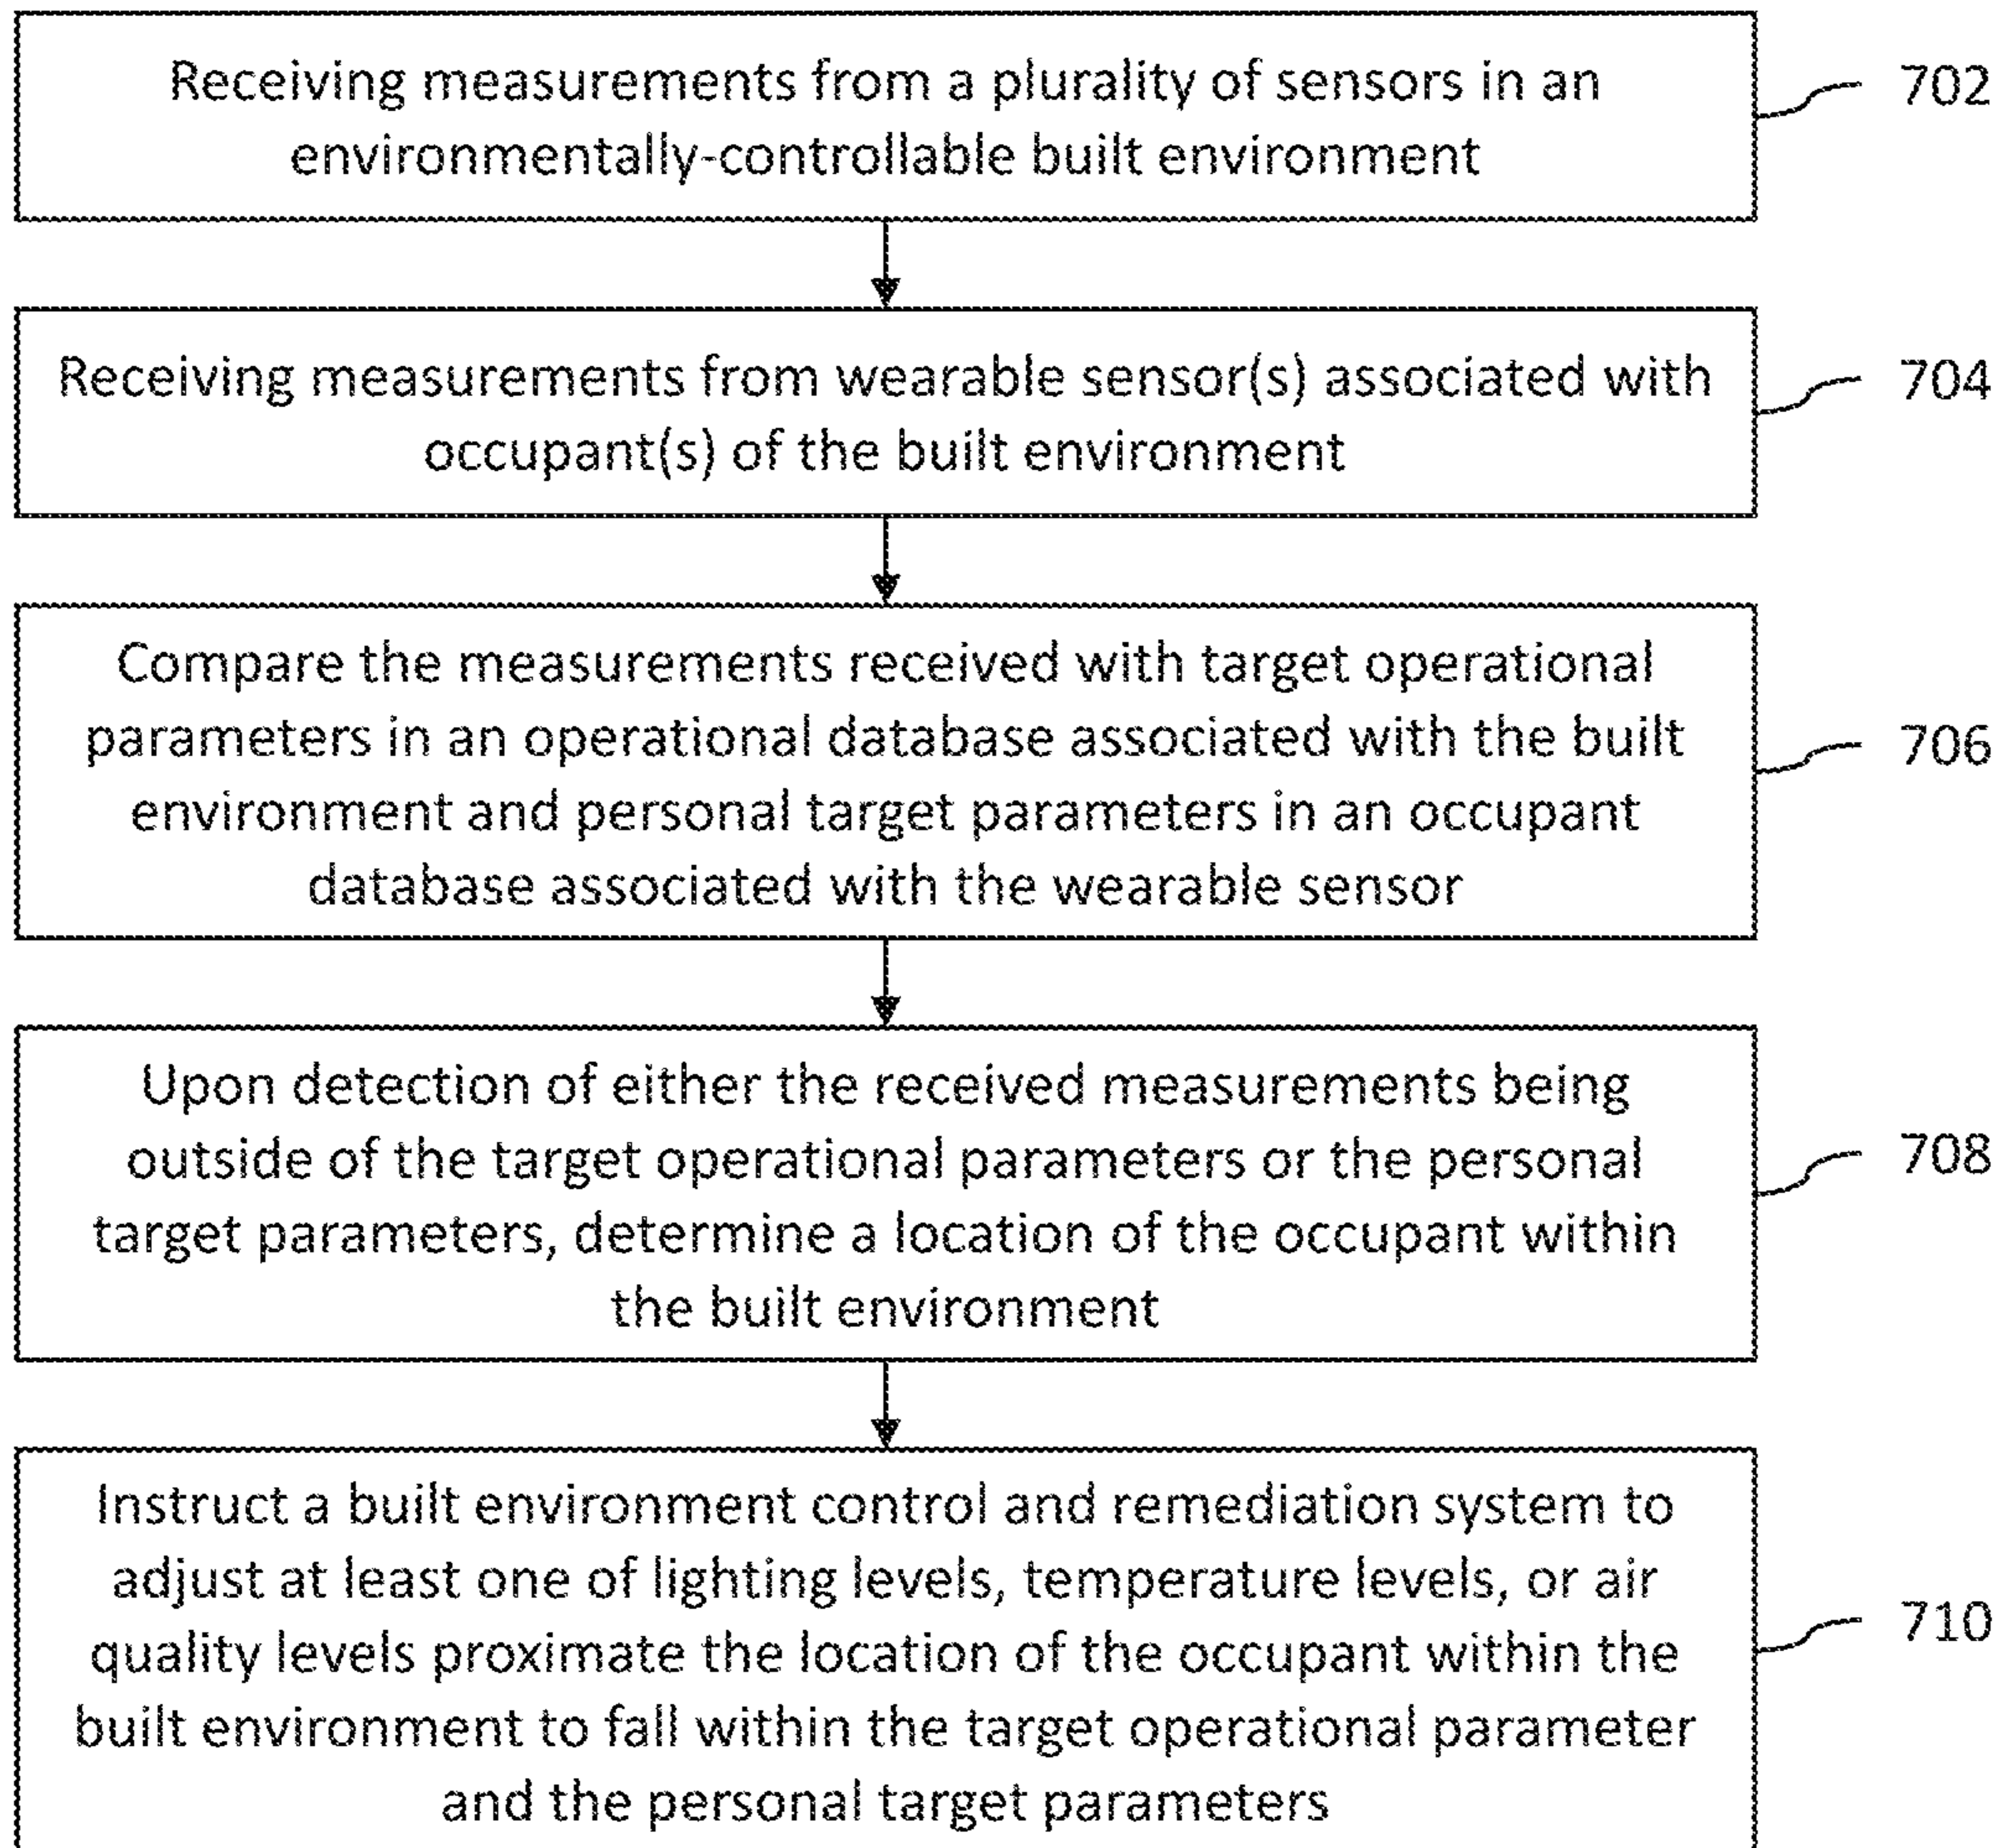 Receiving measurements from a plurality of sensors in an
environmentally-controllable built environment
702
Receiving measurements from wearable sensor(s) associated with
occupant(s) of the built environment
704
Compare the measurements received with target operational
parameters in an operational database associated with the built
environment and personal target parameters in an occupant
database associated with the wearable sensor
706
Upon detection of either the received measurements being
outside of the target operational parameters or the personal
target parameters, determine a location of the occupant within
the built environment
708
Instruct a built environment control and remediation system to
adjust at least one of lighting levels, temperature levels, or air
quality levels proximate the location of the occupant within the
built environment to fall within the target operational parameter
and the personal target parameters
710